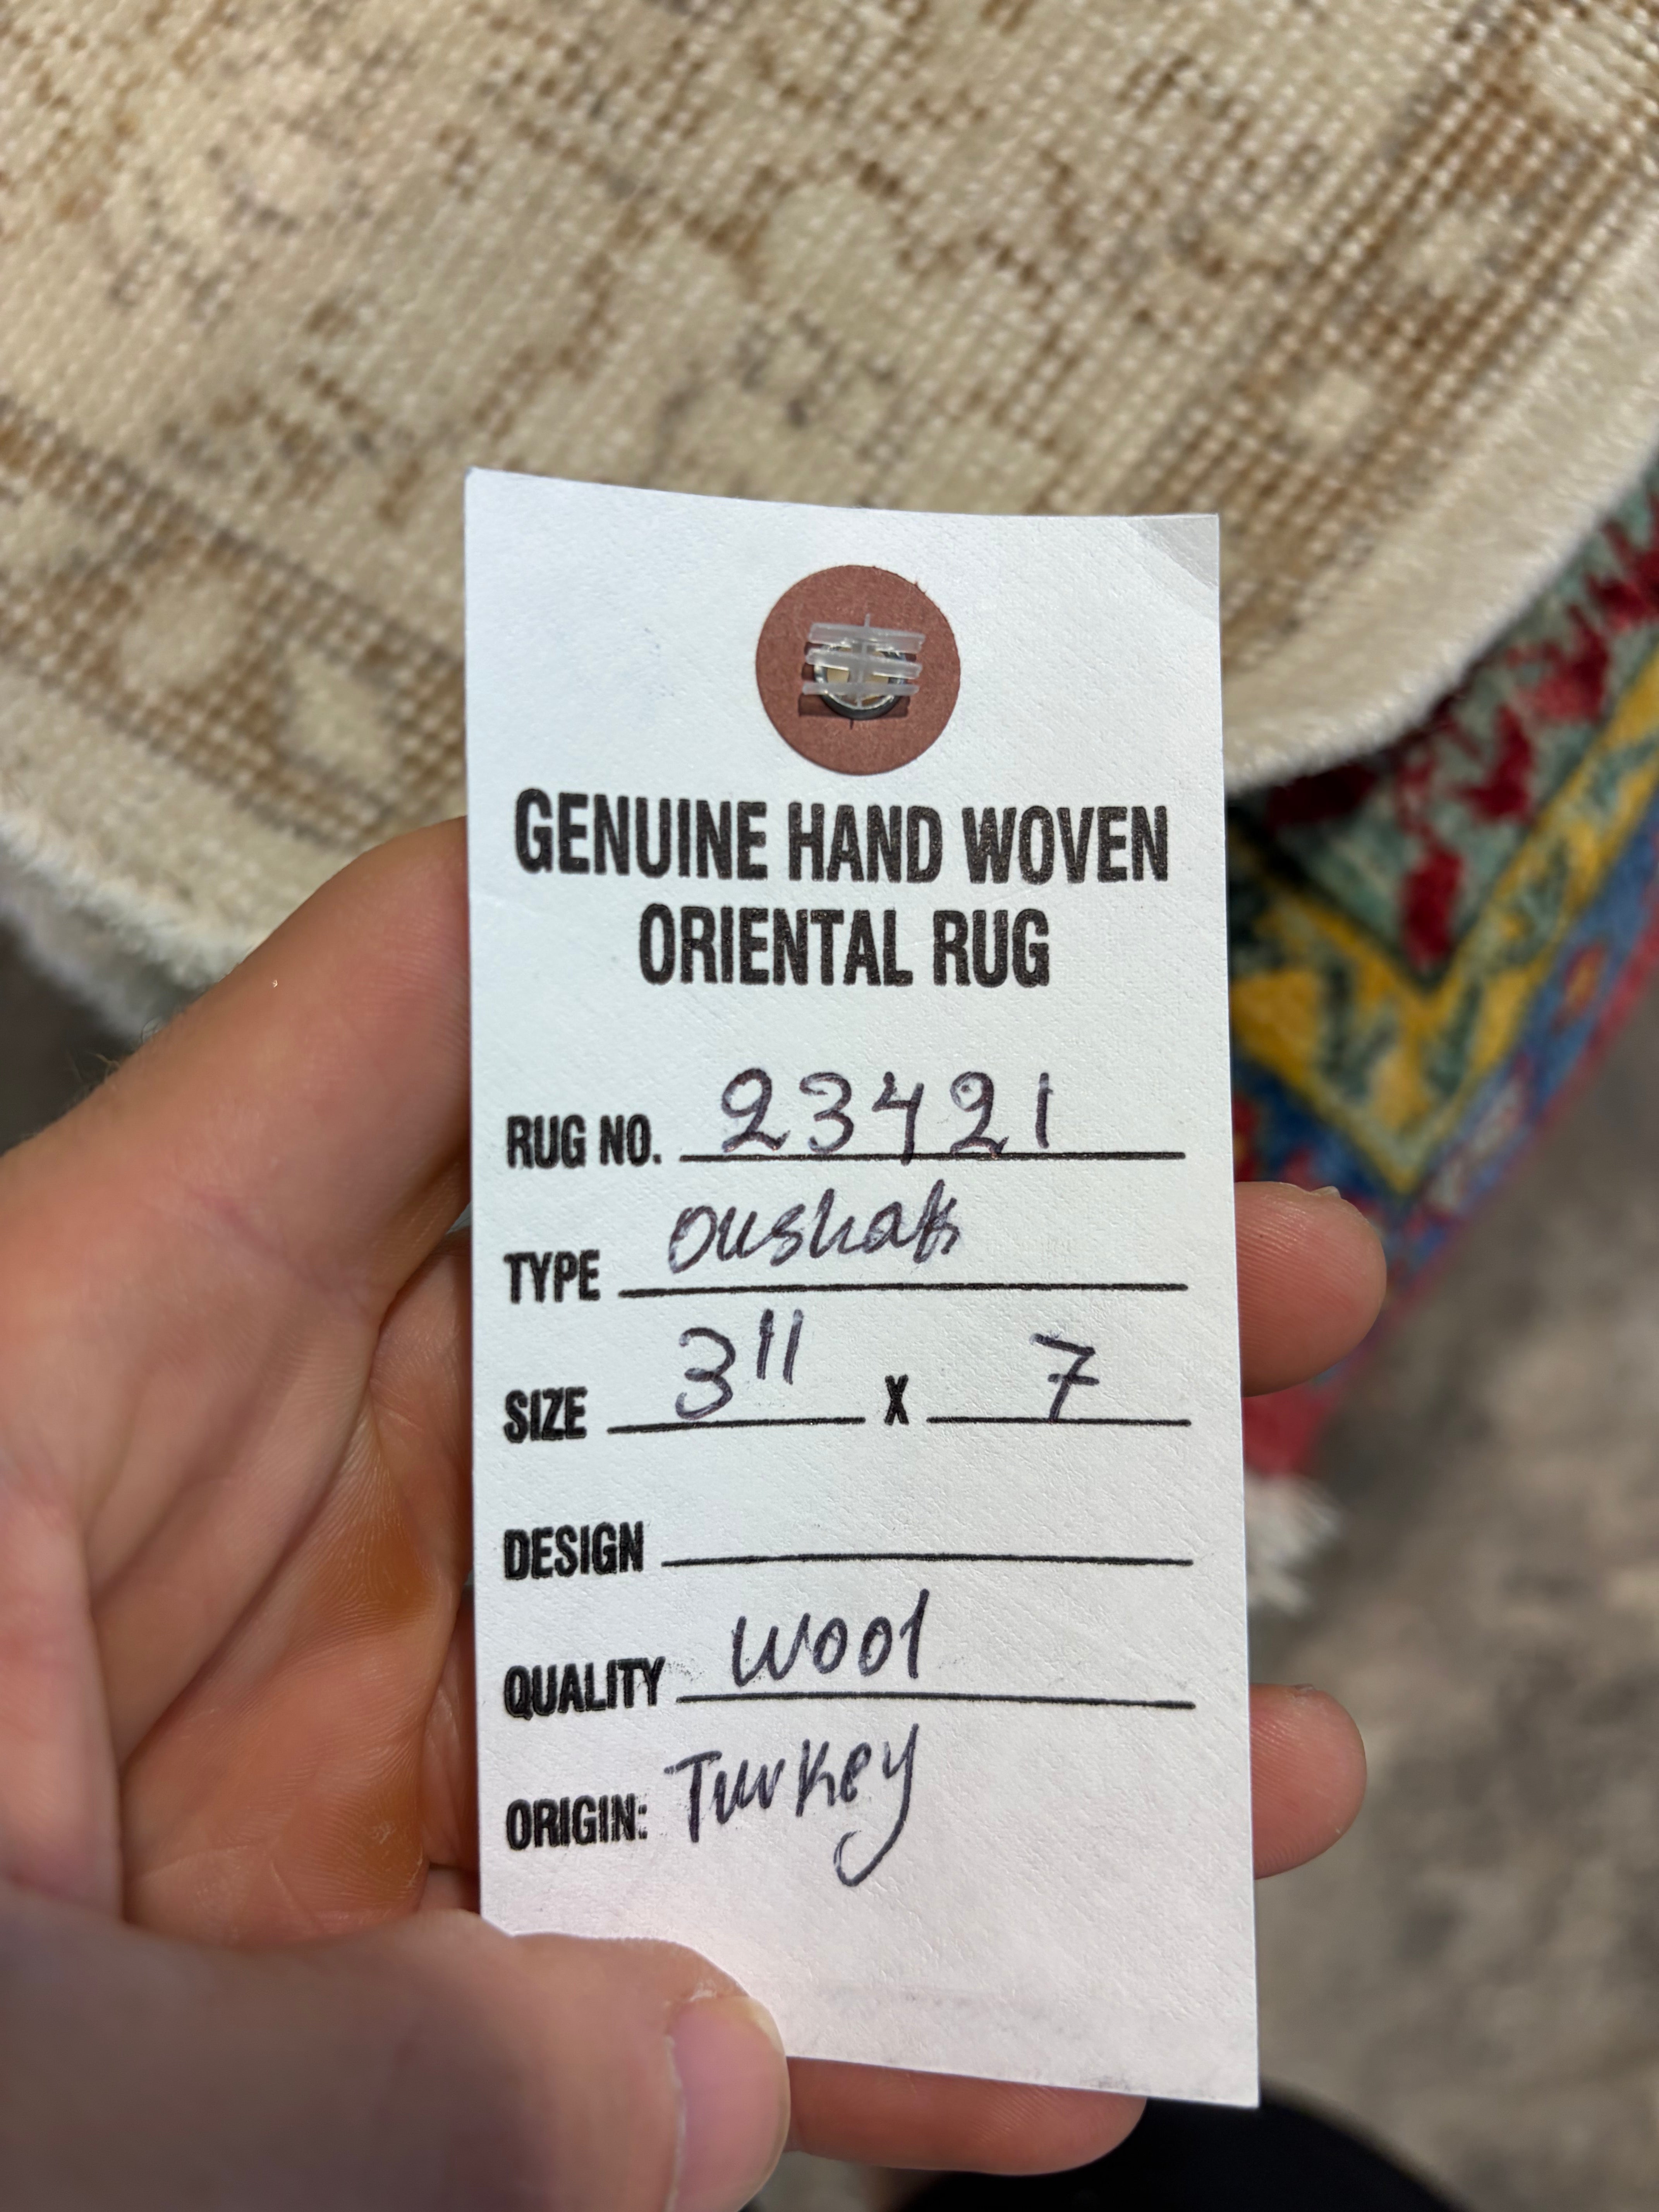 GENUINE HAND WOVEN
ORIENTAL RUG
RUG NO. 23421
TYPE Oushak
SIZE 3'11 X 7
DESIGN
QUALITY Wool
ORIGIN: Turkey